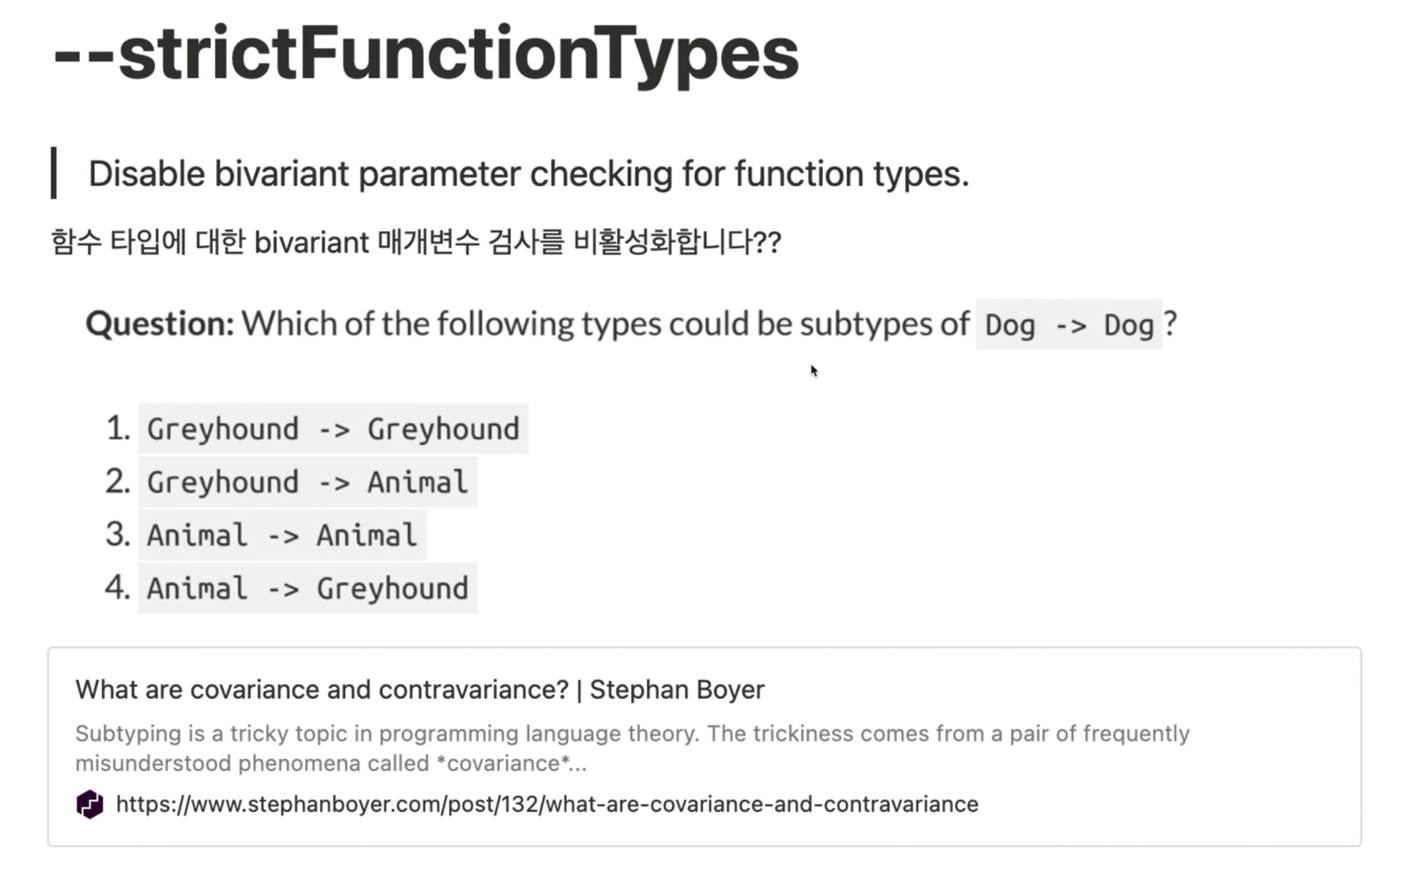 --strictFunctionTypes
Disable bivariant parameter checking for function types.
함수 타입에 대한 bivariant 매개변수 검사를 비활성화합니다??
Question: Which of the following types could be subtypes of Dog -> Dog?
1. Greyhound -> Greyhound
2. Greyhound -> Animal
3. Animal -> Animal
4. Animal -> Greyhound
What are covariance and contravariance? | Stephan Boyer
Subtyping is a tricky topic in programming language theory. The trickiness comes from a pair of frequently
misunderstood phenomena called *covariance*...
https://www.stephanboyer.com/post/132/what-are-covariance-and-contravariance